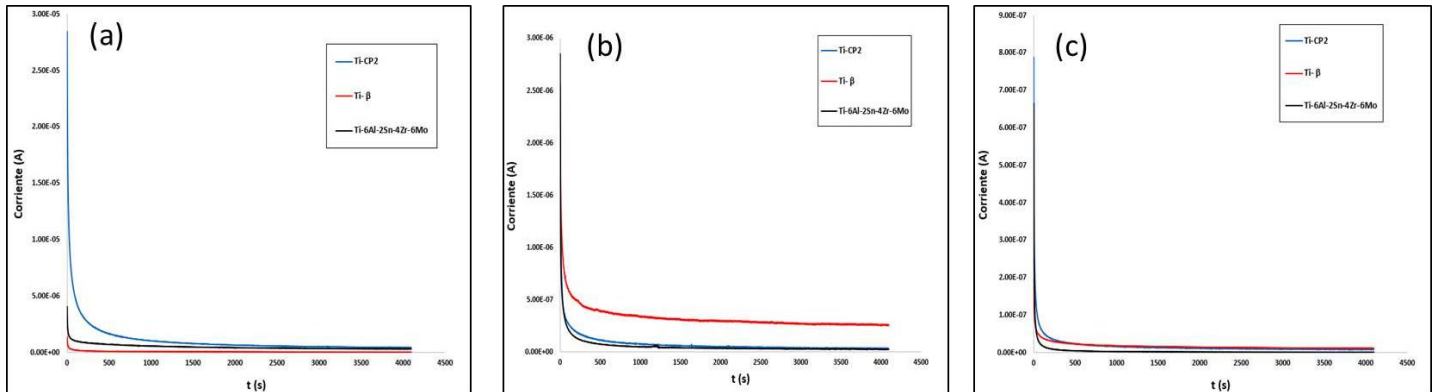 (a)
3.00E-05
2.50E-05
2.00E-05
1.50E-05
1.00E-05
5.00E-06
0.00E+00
Corriente (A)
0 500 1000 1500 2000 2500 3000 3500 4000 4500
t (s)
Ti-CP2
Ti- β
Ti-6Al-2Sn-4Zr-6Mo
(b)
3.00E-06
2.50E-06
2.00E-06
1.50E-06
1.00E-06
5.00E-07
0.00E+00
Corriente (A)
0 500 1000 1500 2000 2500 3000 3500 4000 4500
t (s)
Ti-CP2
Ti- β
Ti-6Al-2Sn-4Zr-6Mo
(c)
9.00E-07
8.00E-07
7.00E-07
6.00E-07
5.00E-07
4.00E-07
3.00E-07
2.00E-07
1.00E-07
0.00E+00
Corriente (A)
0 500 1000 1500 2000 2500 3000 3500 4000 4500
t (s)
Ti-CP2
Ti- β
Ti-6Al-2Sn-4Zr-6Mo